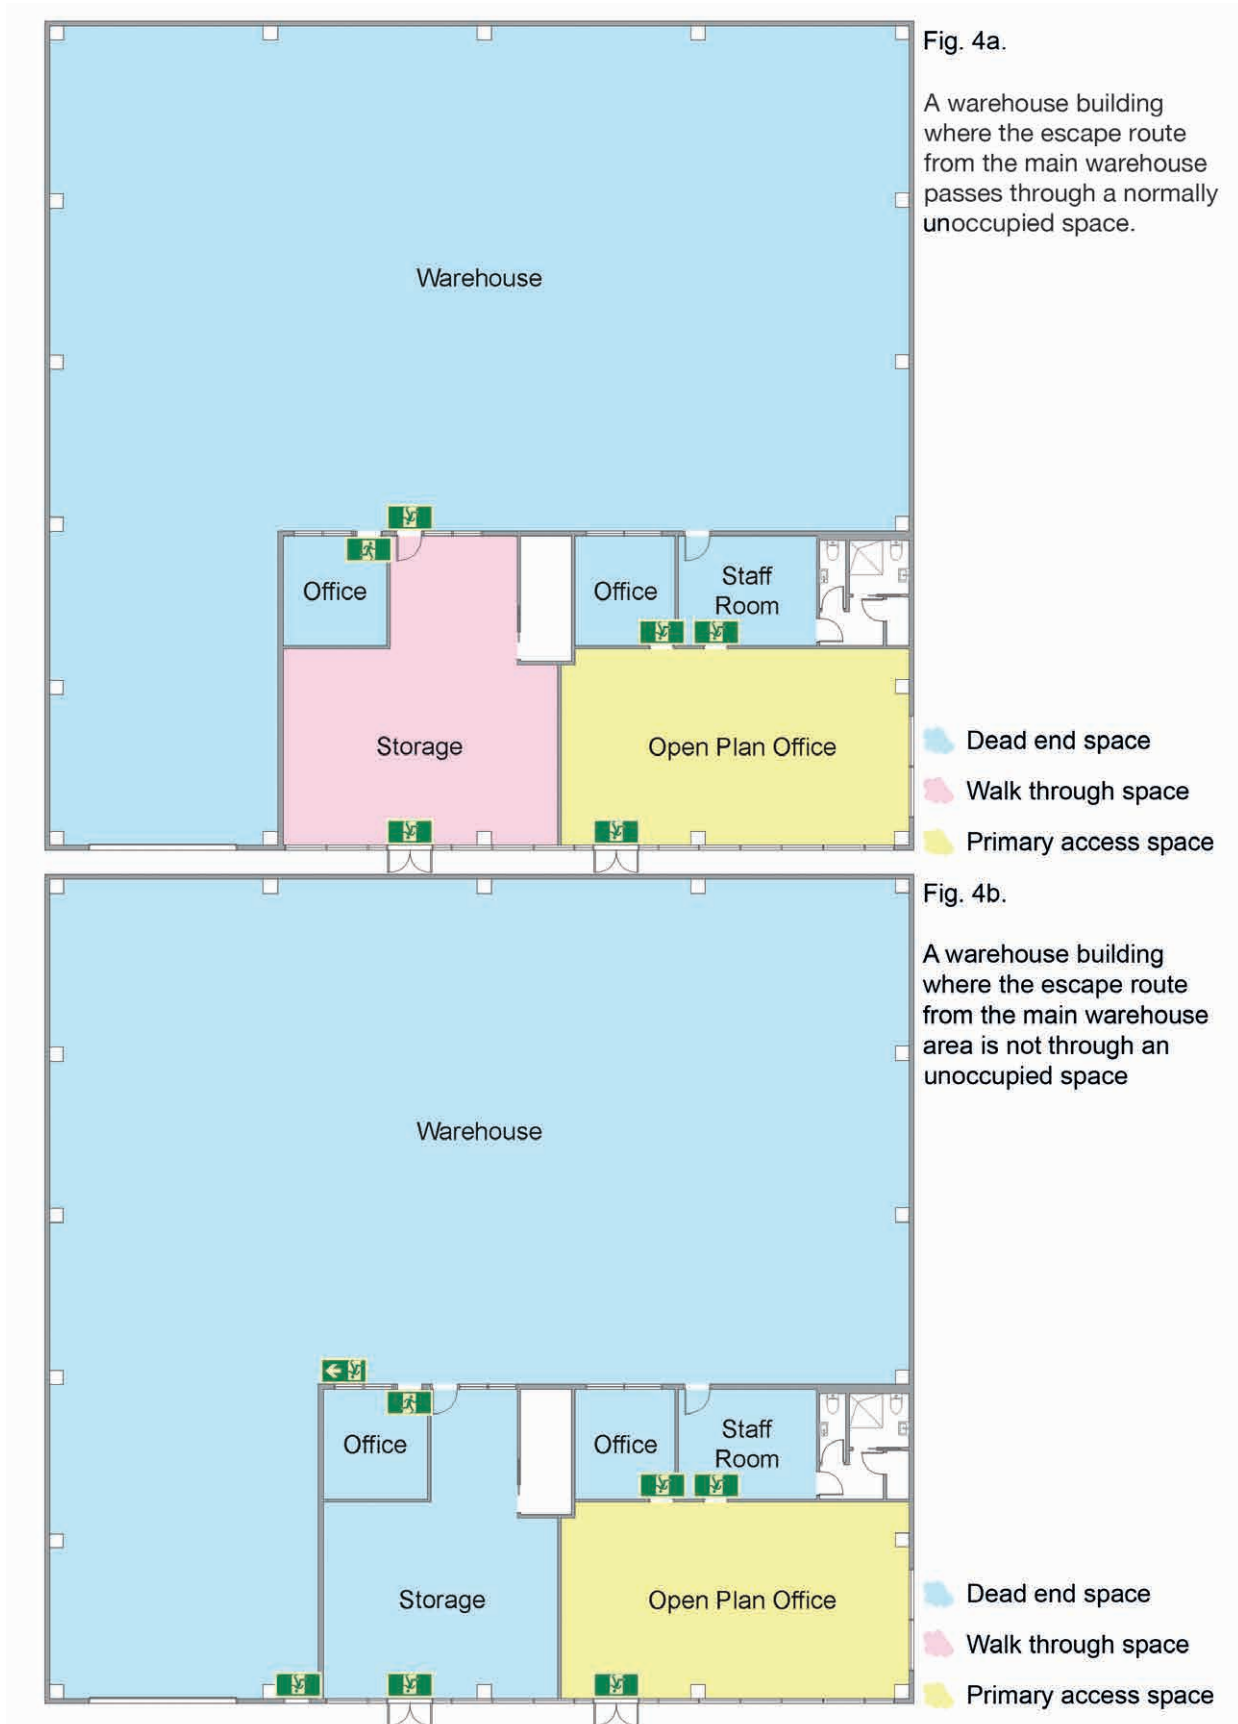 Fig. 4a.
A warehouse building
where the escape route
from the main warehouse
passes through a normally
unoccupied space.
Warehouse
Office
Office
Staff
Room
Storage
Open Plan Office
Dead end space
Walk through space
Primary access space
Fig. 4b.
A warehouse building
where the escape route
from the main warehouse
area is not through an
unoccupied space
Warehouse
Office
Office
Staff
Room
Storage
Open Plan Office
Dead end space
Walk through space
Primary access space